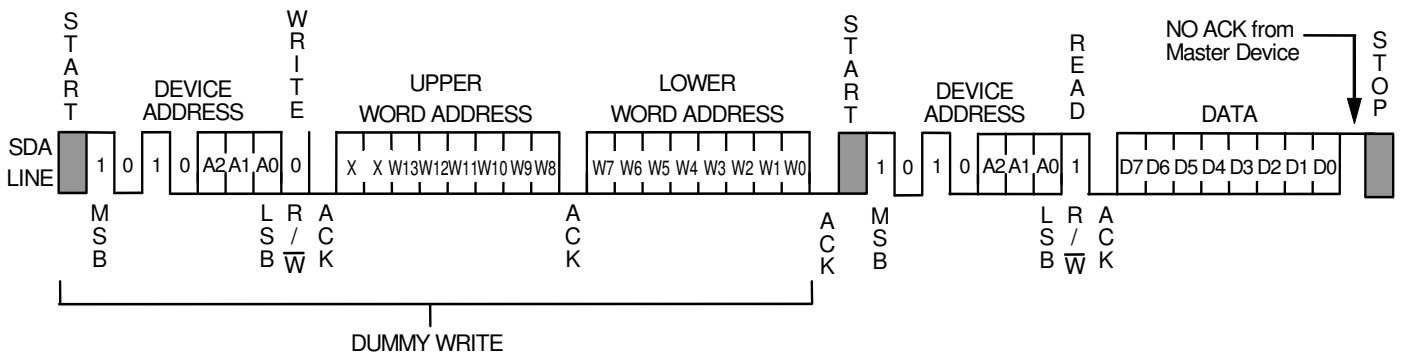 START
WRITE
START
READ
NO ACK from
Master Device
STOP
DEVICE
ADDRESS
UPPER
WORD ADDRESS
LOWER
WORD ADDRESS
DEVICE
ADDRESS
DATA
SDA
LINE
1 0 1 0 A2 A1 A0 0 X X W13 W12 W11 W10 W9 W8 W7 W6 W5 W4 W3 W2 W1 W0 1 0 1 0 A2 A1 A0 1 D7 D6 D5 D4 D3 D2 D1 D0
MSB
LSB
R/W̅
ACK
ACK
ACK
MSB
LSB
R/W̅
ACK
DUMMY WRITE